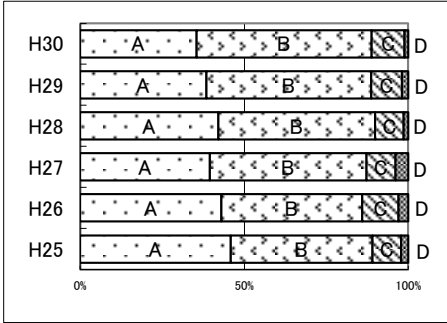 H30 A B C D
H29 A B C D
H28 A B C D
H27 A B C D
H26 A B C D
H25 A B C D
0% 50% 100%